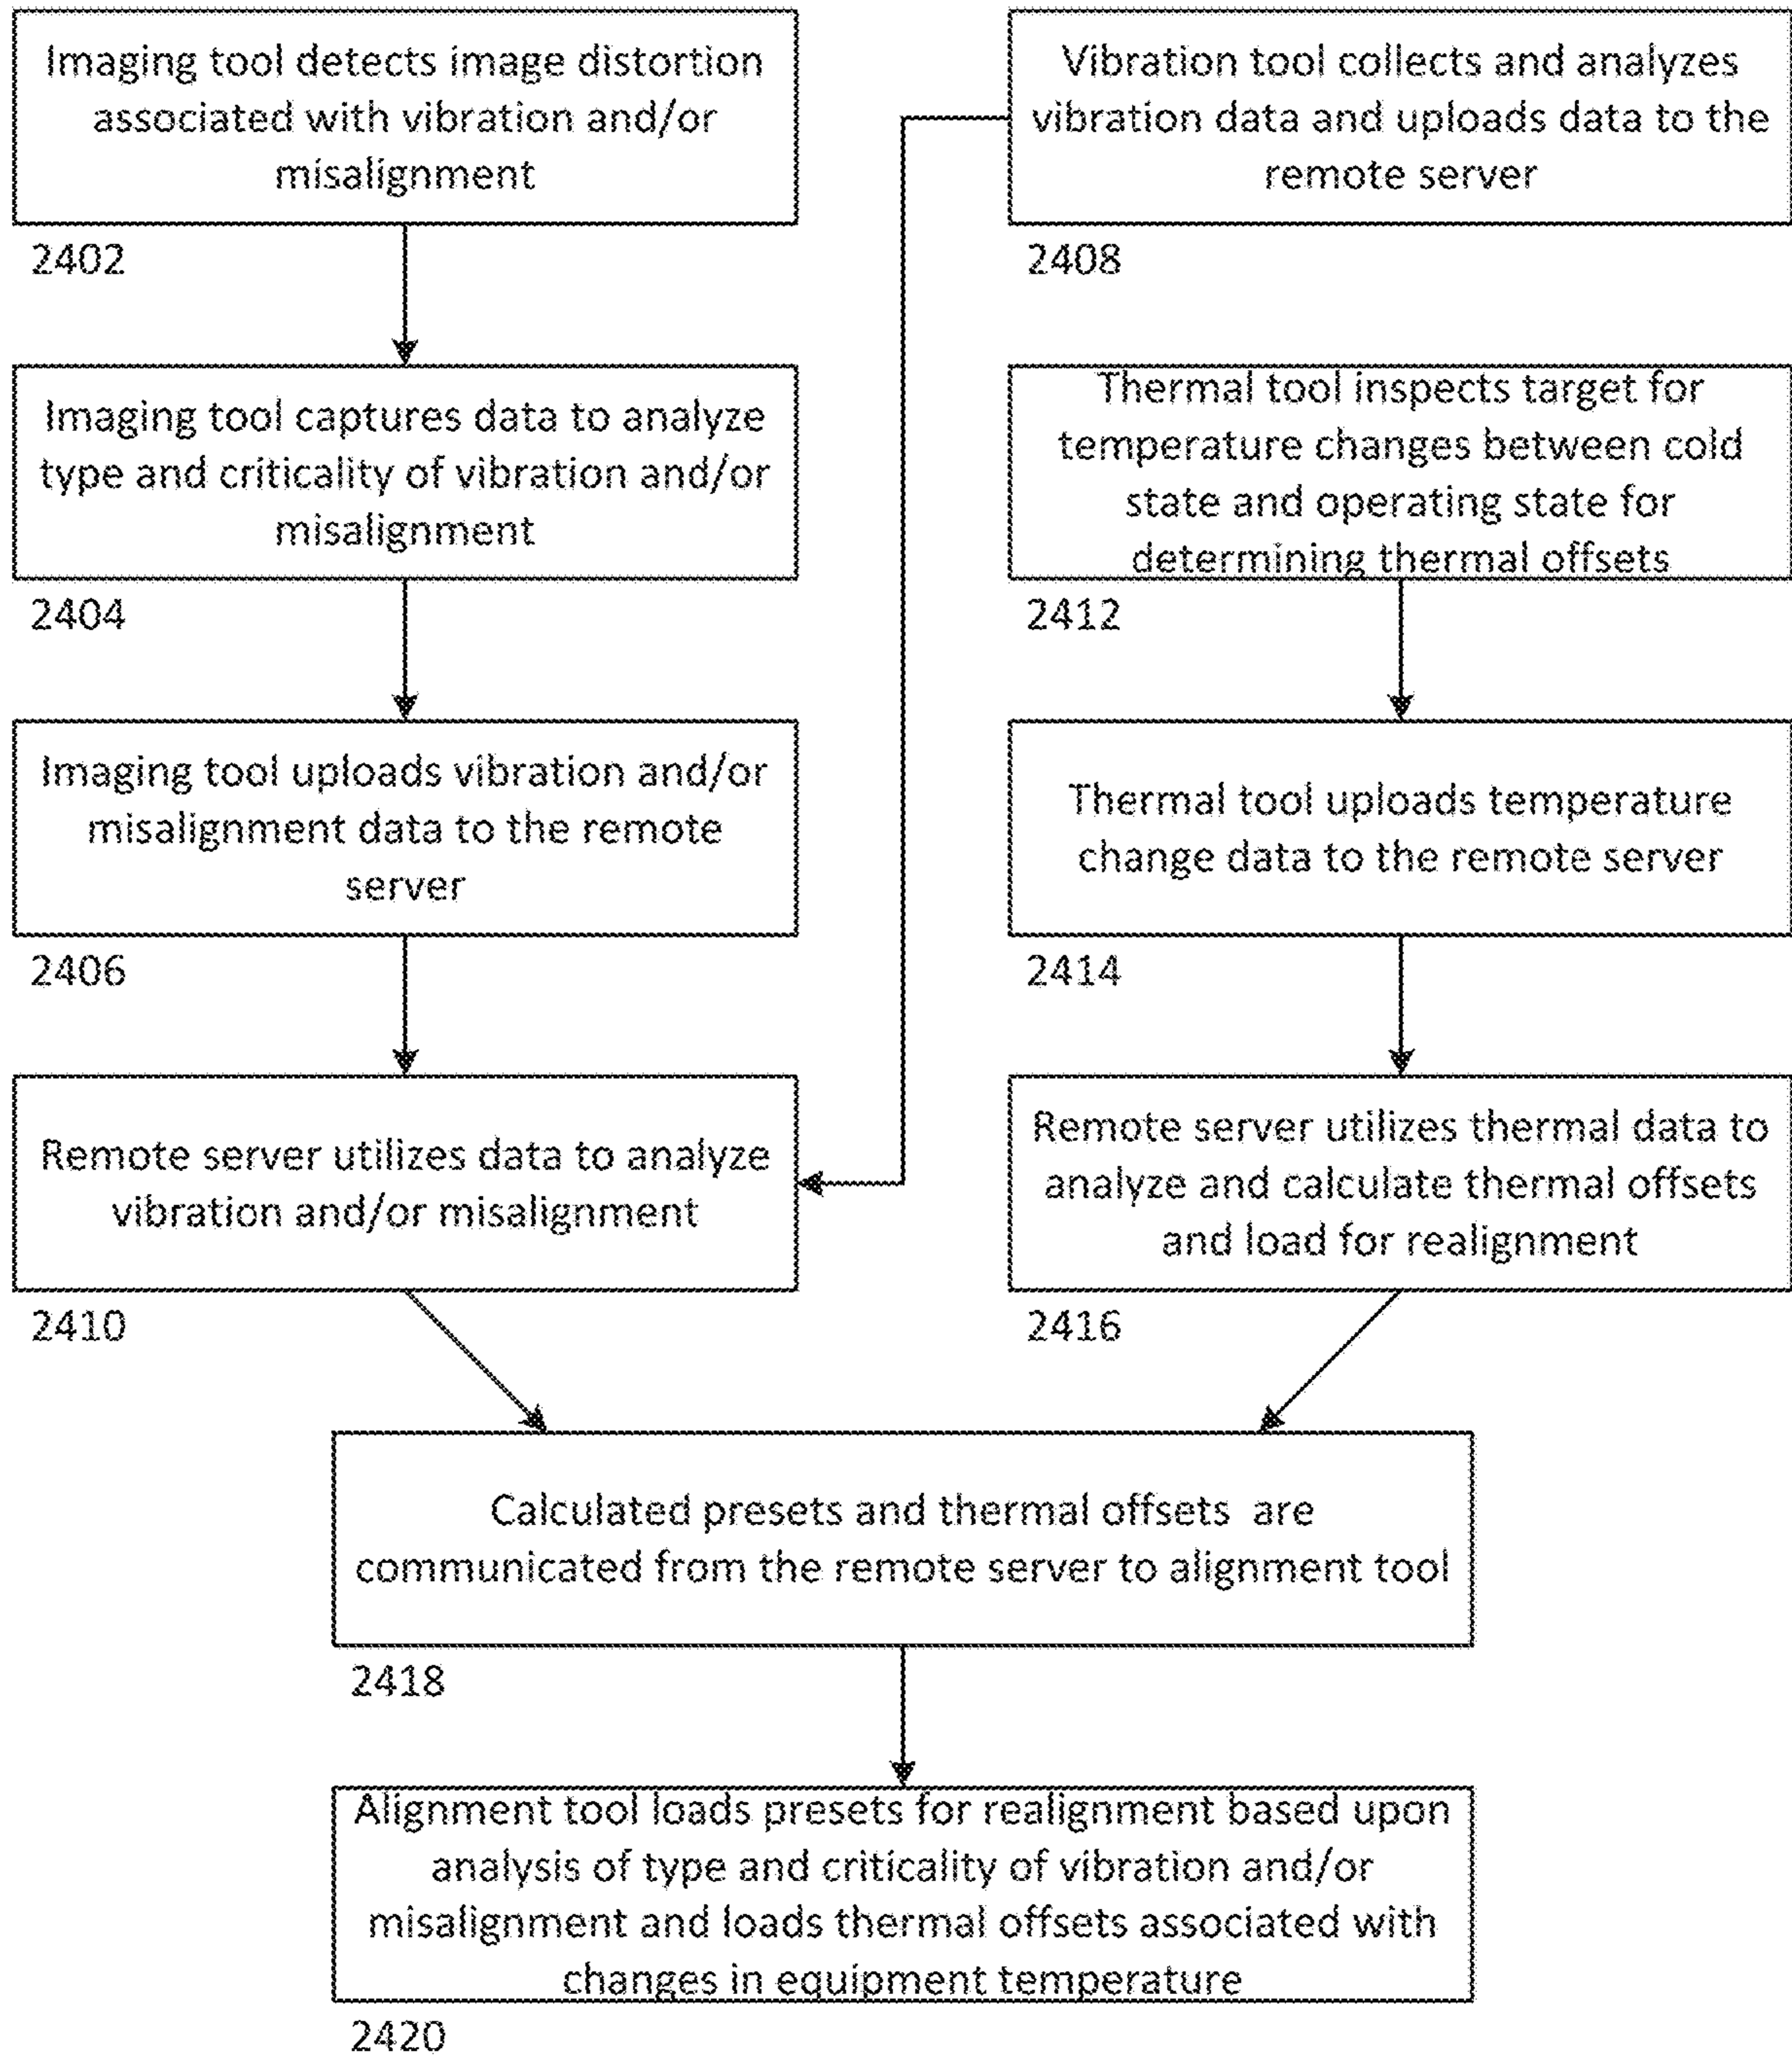 Imaging tool detects image distortion
associated with vibration and/or
misalignment
2402
Imaging tool captures data to analyze
type and criticality of vibration and/or
misalignment
2404
Imaging tool uploads vibration and/or
misalignment data to the remote
server
2406
Remote server utilizes data to analyze
vibration and/or misalignment
2410
Vibration tool collects and analyzes
vibration data and uploads data to the
remote server
2408
Thermal tool inspects target for
temperature changes between cold
state and operating state for
determining thermal offsets
2412
Thermal tool uploads temperature
change data to the remote server
2414
Remote server utilizes thermal data to
analyze and calculate thermal offsets
and load for realignment
2416
Calculated presets and thermal offsets are
communicated from the remote server to alignment tool
2418
Alignment tool loads presets for realignment based upon
analysis of type and criticality of vibration and/or
misalignment and loads thermal offsets associated with
changes in equipment temperature
2420